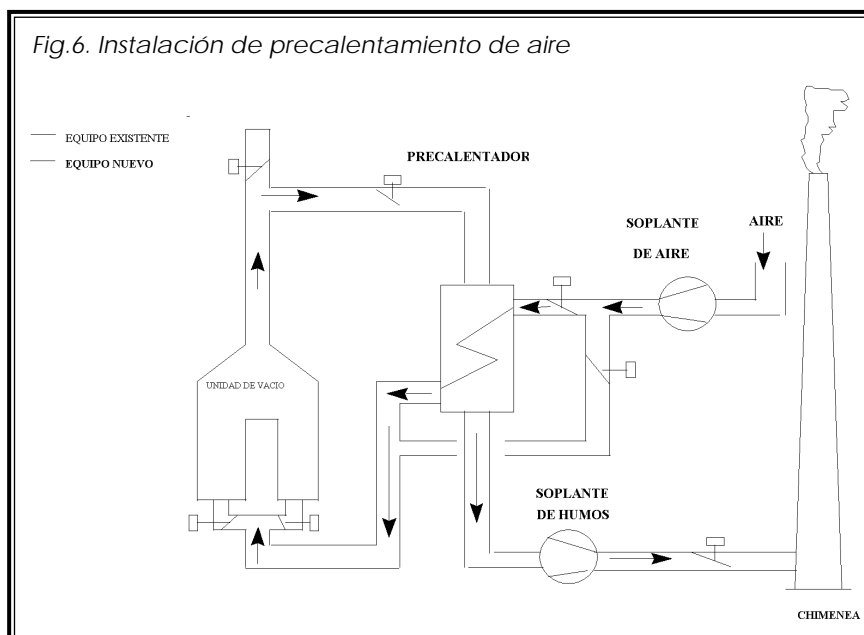 Fig.6. Instalación de precalentamiento de aire
EQUIPO EXISTENTE
EQUIPO NUEVO
PRECALENTADOR
SOPLANTE
DE AIRE
AIRE
UNIDAD DE VACIO
SOPLANTE
DE HUMOS
CHIMENEA